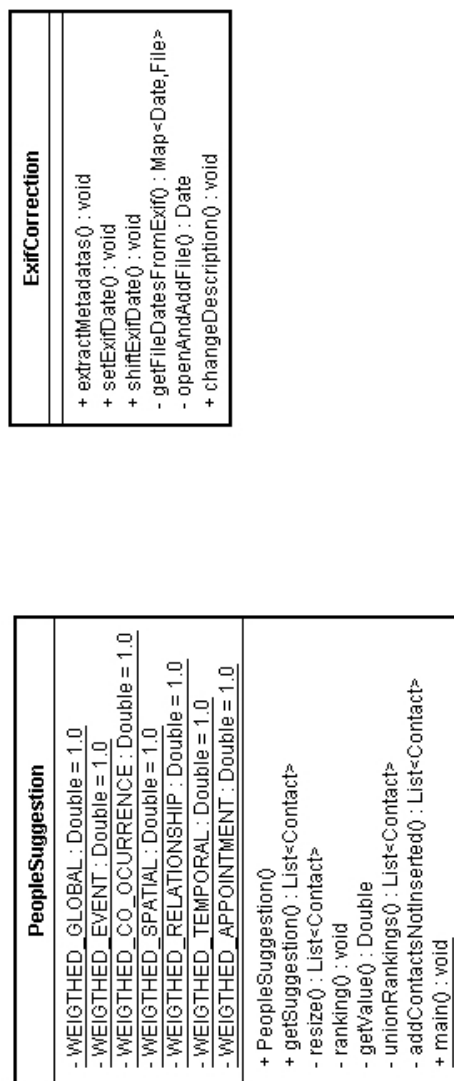 PeopleSuggestion
- WEIGTHED_GLOBAL : Double = 1.0
- WEIGTHED_EVENT : Double = 1.0
- WEIGTHED_CO_OCURRENCE : Double = 1.0
- WEIGTHED_SPATIAL : Double = 1.0
- WEIGTHED_RELATIONSHIP : Double = 1.0
- WEIGTHED_TEMPORAL : Double = 1.0
- WEIGTHED_APPOINTMENT : Double = 1.0
+ PeopleSuggestion()
+ getSuggestion() : List<Contact>
- resize() : List<Contact>
- ranking() : void
- getValue() : Double
- unionRankings() : List<Contact>
- addContactsNotInserted() : List<Contact>
+ main() : void
ExifCorrection
+ extractMetadatas() : void
+ setExifDate() : void
+ shiftExifDate() : void
- getFileDatesFromExif() : Map<Date,File>
- openAndAddFile() : Date
+ changeDescription() : void